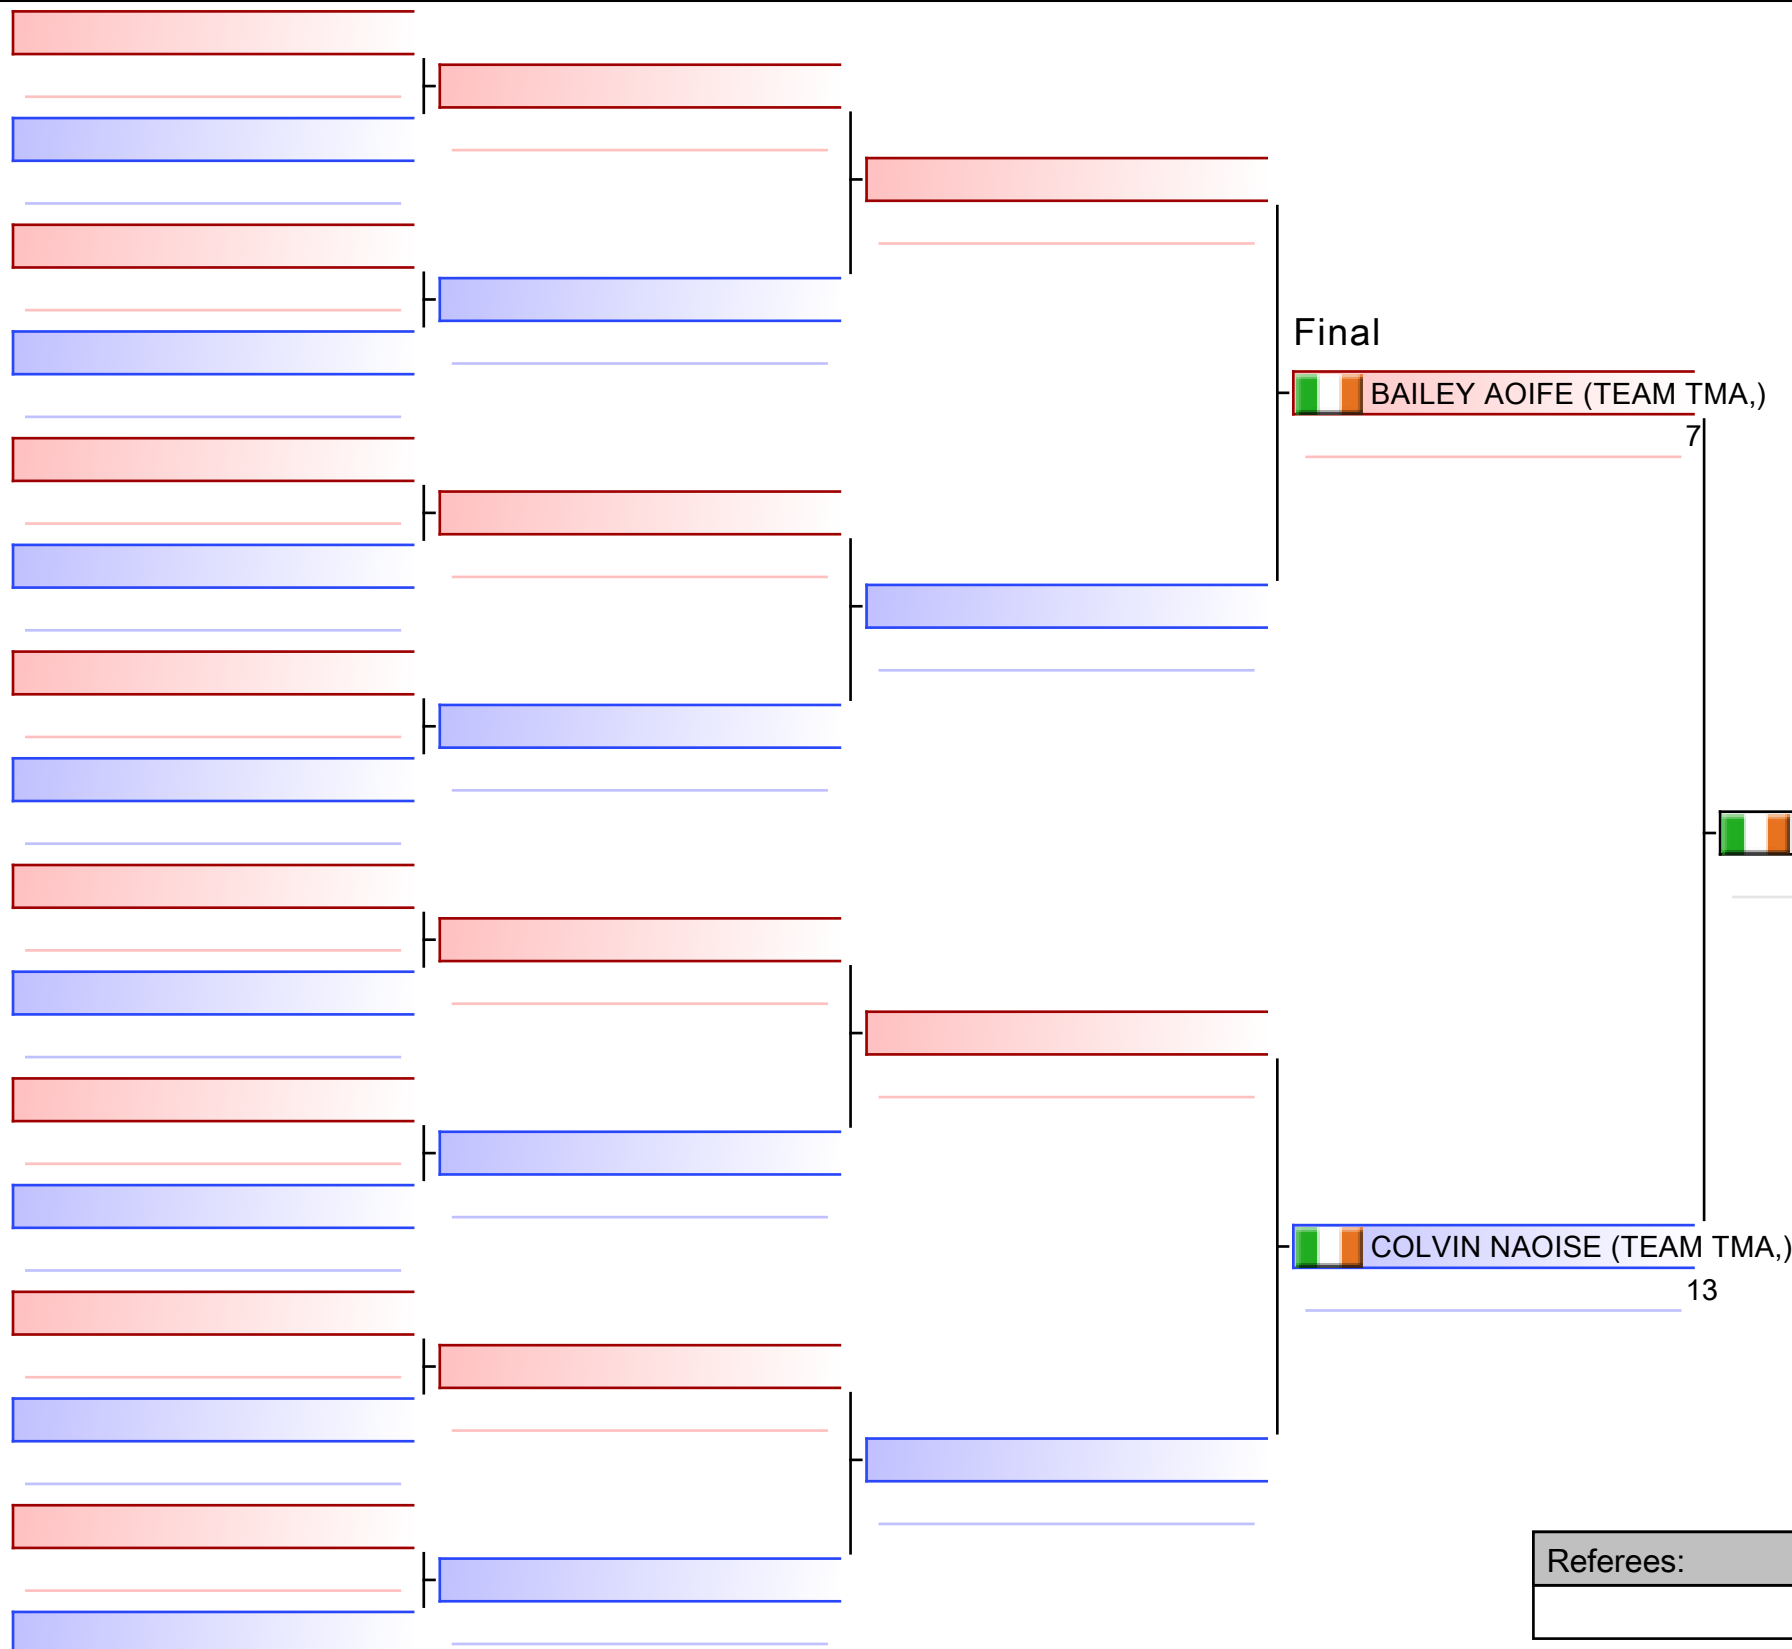 Final
BAILEY AOIFE (TEAM TMA,)
7
COLVIN NAOISE (TEAM TMA,)
13
Referees: